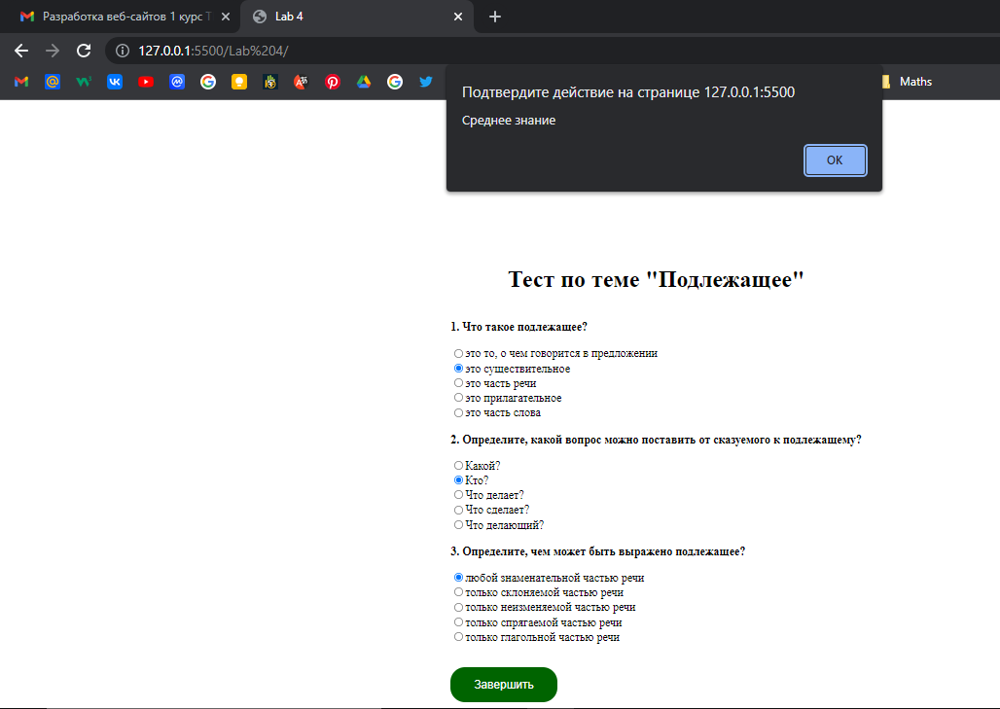 Разработка веб-сайтов 1 курс Т
Lab 4
127.0.0.1:5500/Lab%204/
Maths
Подтвердите действие на странице 127.0.0.1:5500
Среднее знание
ОК
Тест по теме "Подлежащее"
1. Что такое подлежащее?
это то, о чем говорится в предложении
это существительное
это часть речи
это прилагательное
это часть слова
2. Определите, какой вопрос можно поставить от сказуемого к подлежащему?
Какой?
Кто?
Что делает?
Что сделает?
Что делающий?
3. Определите, чем может быть выражено подлежащее?
любой знаменательной частью речи
только склоняемой частью речи
только неизменяемой частью речи
только спрягаемой частью речи
только глагольной частью речи
Завершить